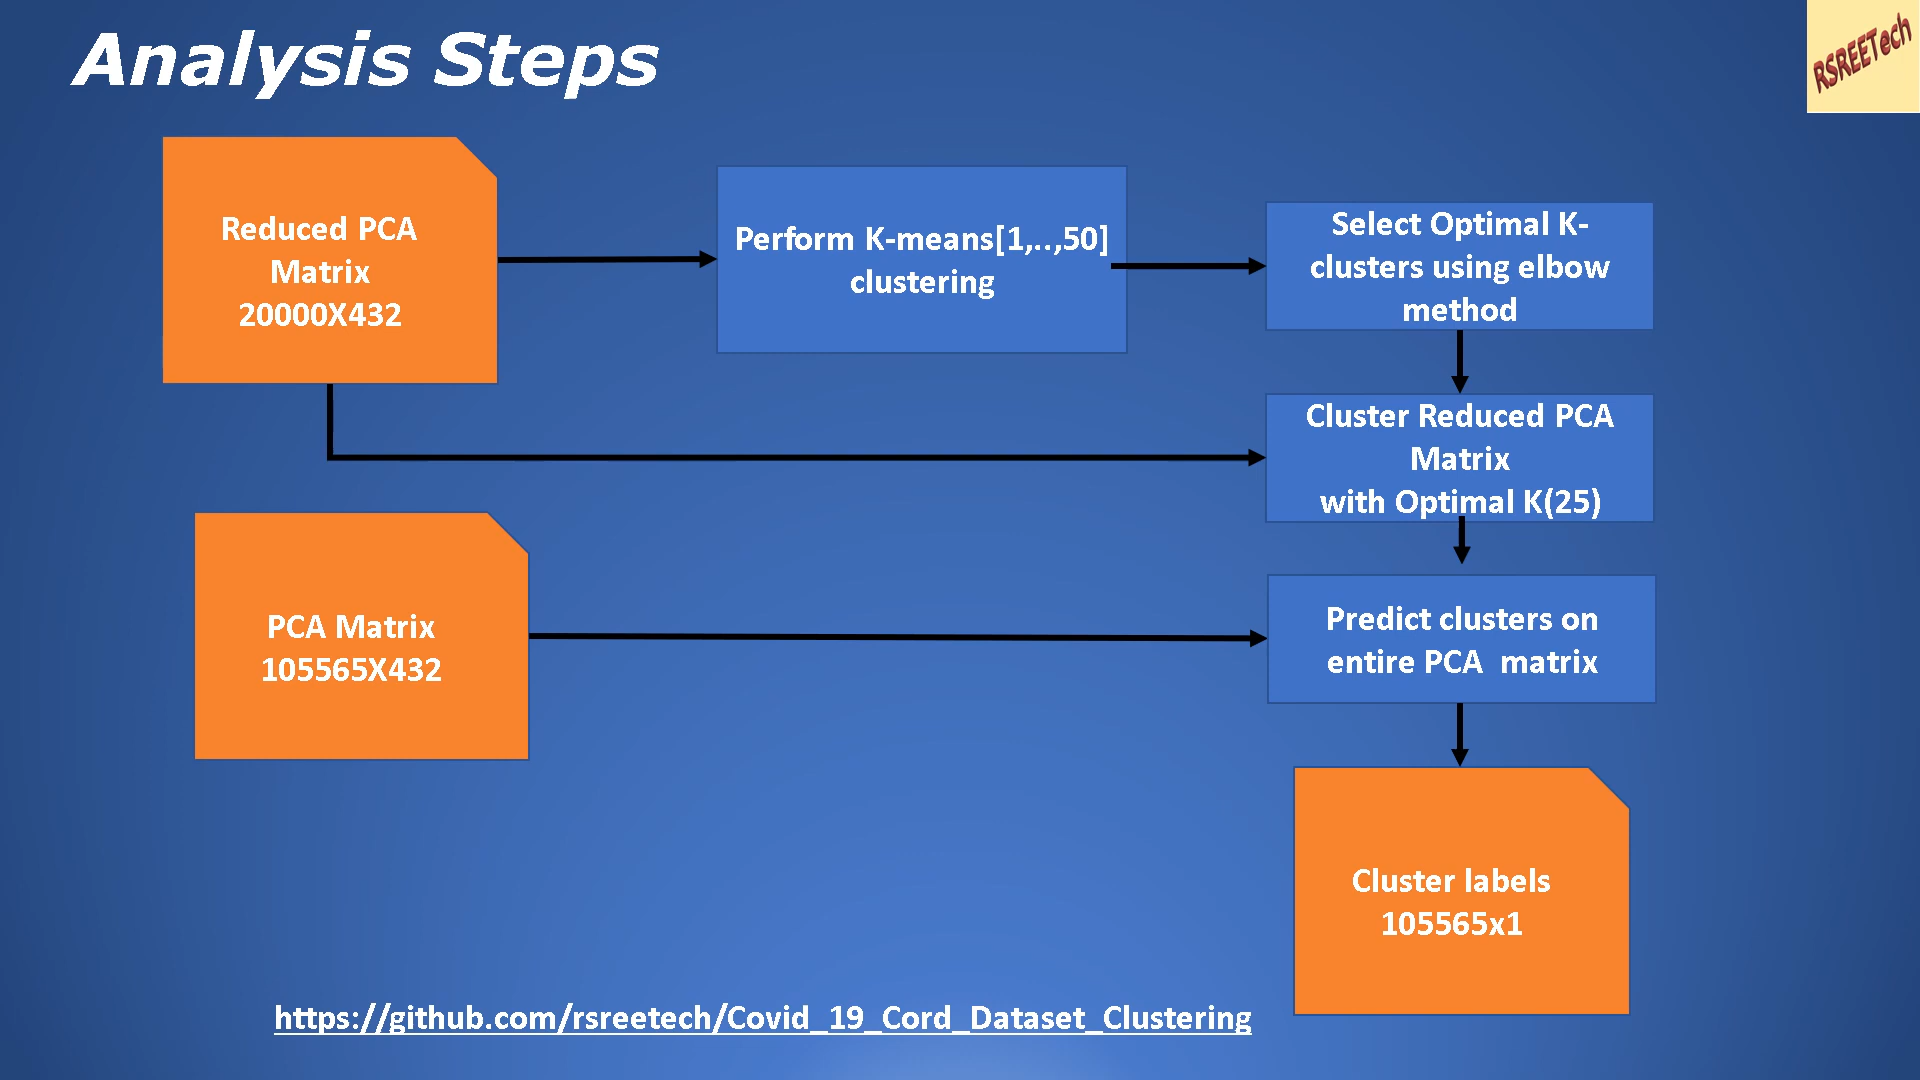 Analysis Steps
RSREETech
Reduced PCA
Matrix
20000X432
Perform K-means[1,..,50]
clustering
Select Optimal K-
clusters using elbow
method
Cluster Reduced PCA
Matrix
with Optimal K(25)
PCA Matrix
105565X432
Predict clusters on
entire PCA  matrix
Cluster labels
105565x1
https://github.com/rsreetech/Covid_19_Cord_Dataset_Clustering